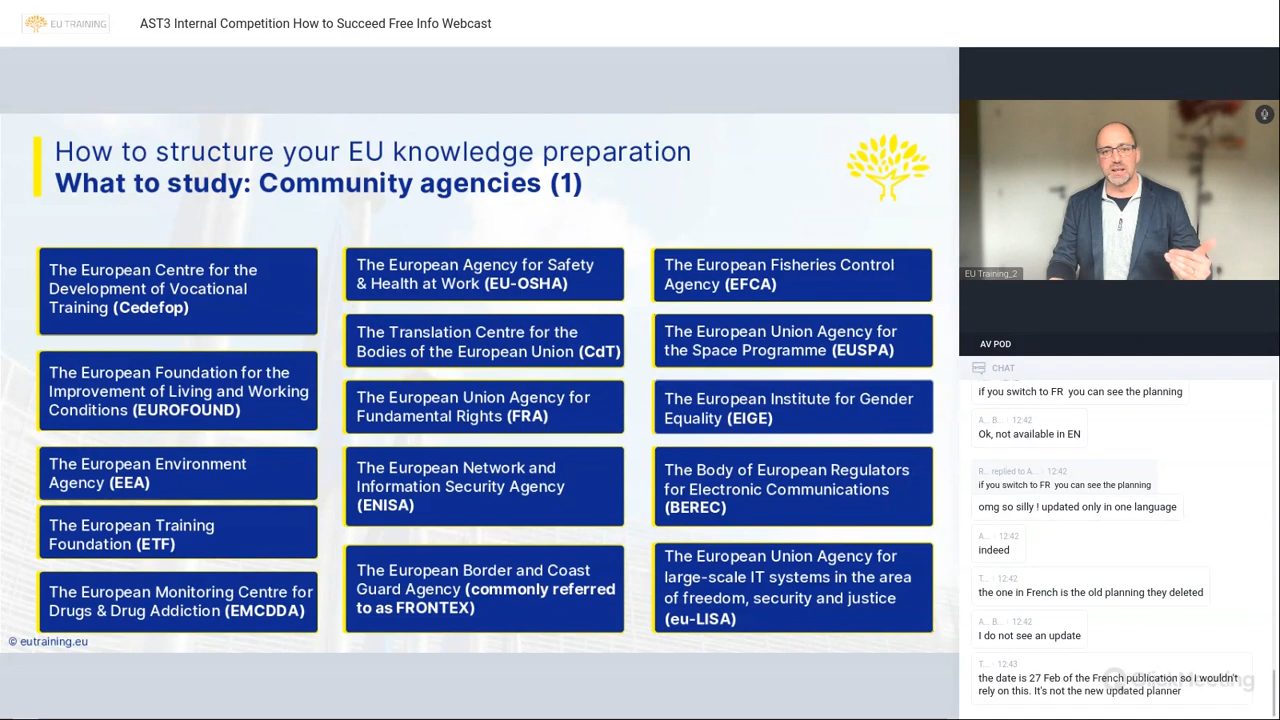 EU TRAINING
AST3 Internal Competition How to Succeed Free Info Webcast
How to structure your EU knowledge preparation
What to study: Community agencies (1)
The European Centre for the
Development of Vocational
Training (Cedefop)
The European Foundation for the
Improvement of Living and Working
Conditions (EUROFOUND)
The European Environment
Agency (EEA)
The European Training
Foundation (ETF)
The European Monitoring Centre for
Drugs & Drug Addiction (EMCDDA)
The European Agency for Safety
& Health at Work (EU-OSHA)
The Translation Centre for the
Bodies of the European Union (CdT)
The European Union Agency for
Fundamental Rights (FRA)
The European Network and
Information Security Agency
(ENISA)
The European Border and Coast
Guard Agency (commonly referred
to as FRONTEX)
The European Fisheries Control
Agency (EFCA)
The European Union Agency for
the Space Programme (EUSPA)
The European Institute for Gender
Equality (EIGE)
The Body of European Regulators
for Electronic Communications
(BEREC)
The European Union Agency for
large-scale IT systems in the area
of freedom, security and justice
(eu-LISA)
© eutraining.eu
EU Training_2
AV POD
CHAT
if you switch to FR you can see the planning
A... B... · 12:42
Ok, not available in EN
R... replied to A... · 12:42
if you switch to FR you can see the planning
omg so silly ! updated only in one language
A... · 12:42
indeed
T... · 12:42
the one in French is the old planning they deleted
A... B... · 12:42
I do not see an update
T... · 12:43
the date is 27 Feb of the French publication so I wouldn't
rely on this. It's not the new updated planner
ClickMeeting